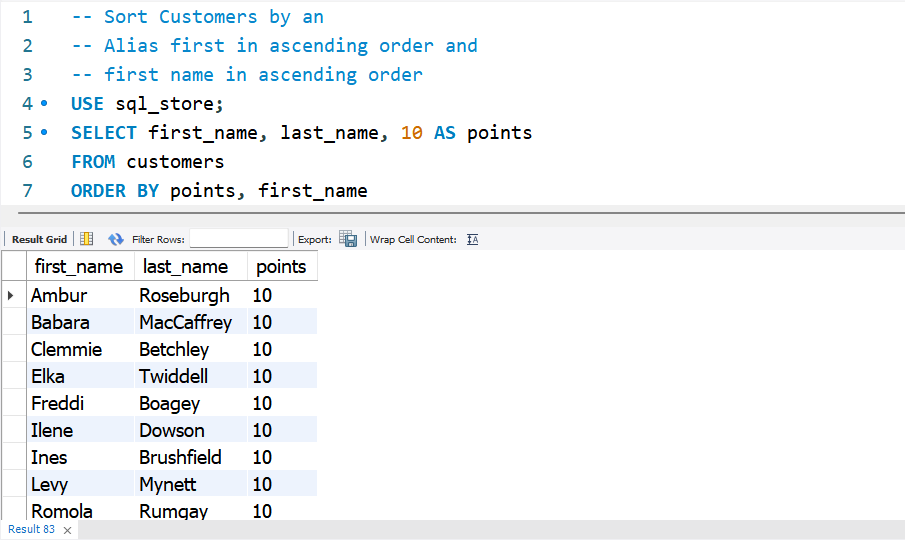 1 -- Sort Customers by an
2 -- Alias first in ascending order and
3 -- first name in ascending order
4 USE sql_store;
5 SELECT first_name, last_name, 10 AS points
6 FROM customers
7 ORDER BY points, first_name
Result Grid Filter Rows: Export: Wrap Cell Content: IA
first_name last_name points
Ambur Roseburgh 10
Babara MacCaffrey 10
Clemmie Betchley 10
Elka Twiddell 10
Freddi Boagey 10
Ilene Dowson 10
Ines Brushfield 10
Levy Mynett 10
Romola Rumgay 10
Result 83 ×